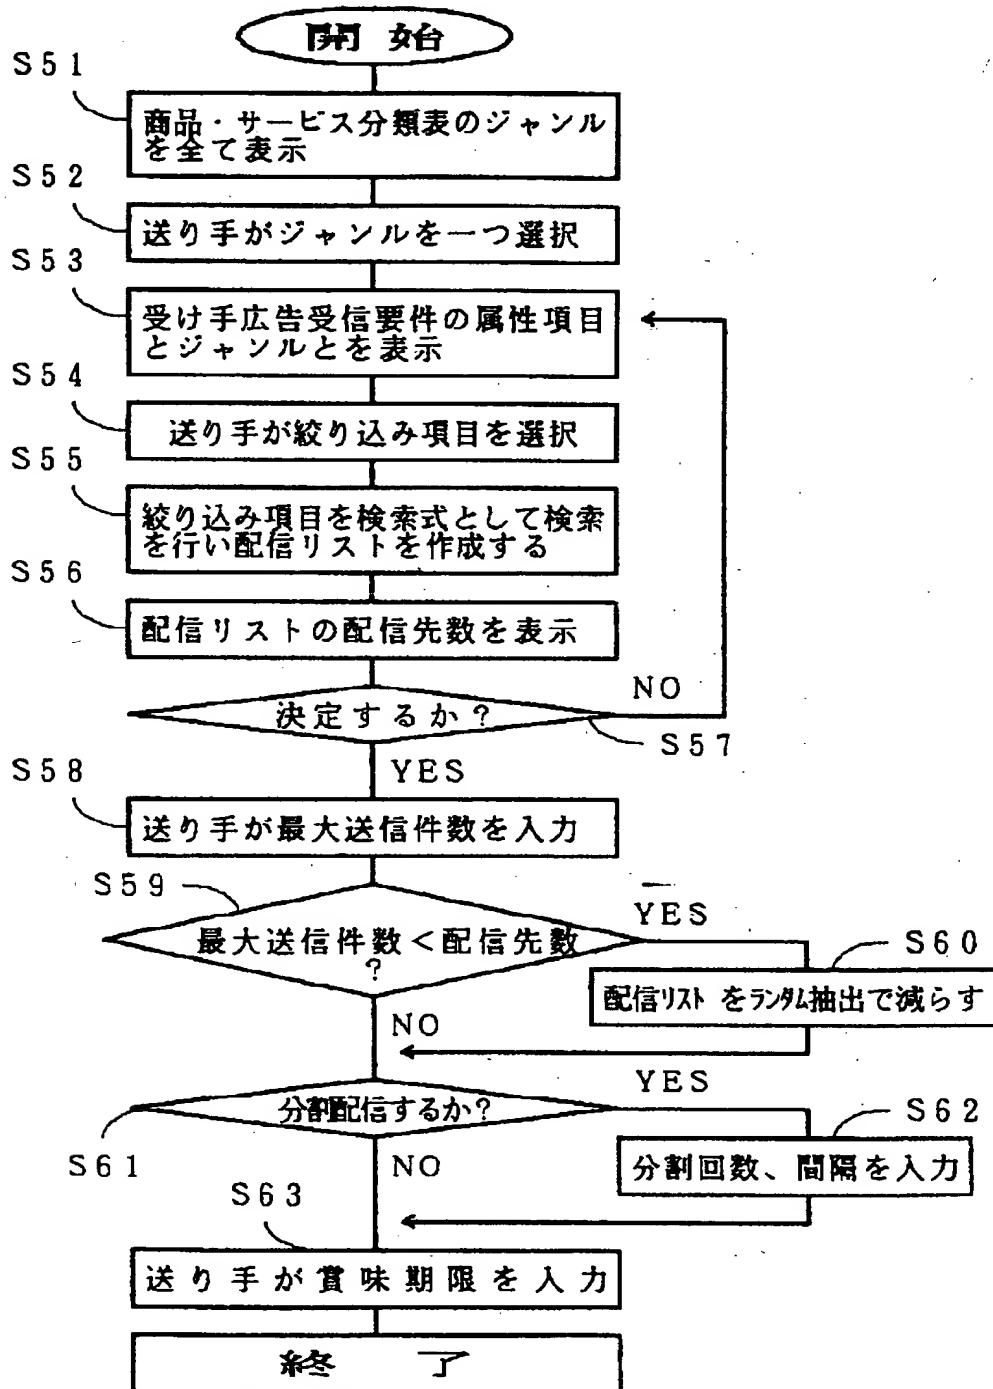 開始
S51
商品・サービス分類表のジャンル
を全て表示
S52
送り手がジャンルを一つ選択
S53
受け手広告受信要件の属性項目
とジャンルとを表示
S54
送り手が絞り込み項目を選択
S55
絞り込み項目を検索式として検索
を行い配信リストを作成する
S56
配信リストの配信先数を表示
NO
決定するか?
S57
YES
S58
送り手が最大送信件数を入力
S59
YES
最大送信件数<配信先数
?
S60
配信リストをランダム抽出で減らす
NO
YES
分割配信するか?
S62
S61
NO
分割回数、間隔を入力
S63
送り手が賞味期限を入力
終了